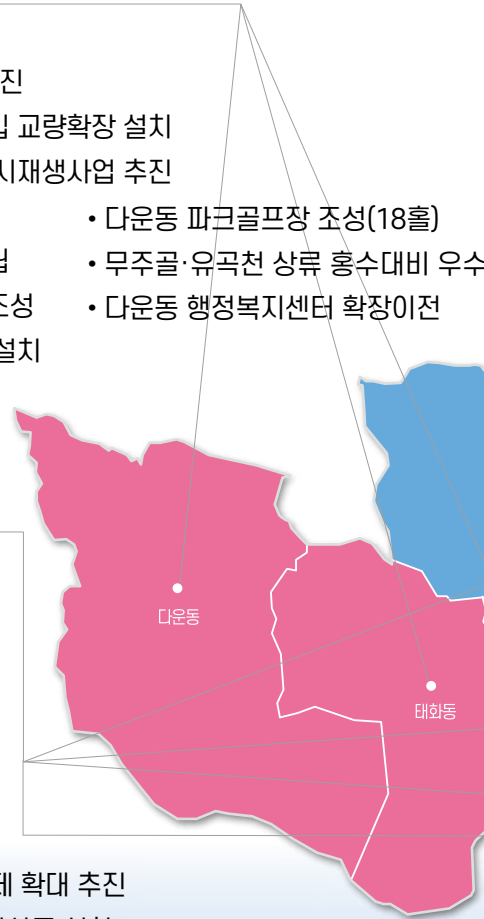 진
교량확장 설치
시재생사업 추진
• 다운동 파크골프장 조성(18홀)
• 무주골·유곡천 상류 홍수대비 우수
조성
• 다운동 행정복지센터 확장이전
설치
다운동
태화동
확대 추진